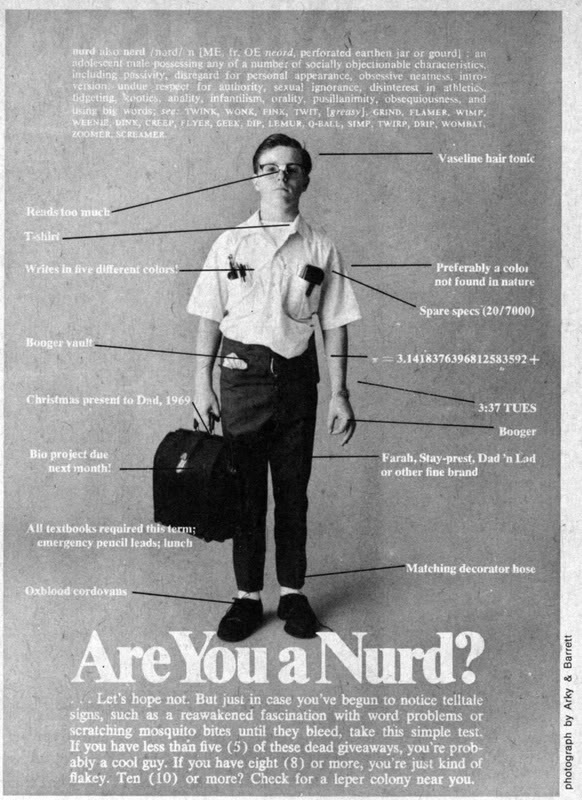 nurd also nerd /nərd/ n [ME, fr. OE neord, perforated earthen jar or gourd] : an
adolescent male possessing any of a number of socially objectionable characteristics,
including passivity, disregard for personal appearance, obsessive neatness, intro-
version, undue respect for authority, sexual ignorance, disinterest in athletics,
fidgeting, kooties, anality, infantilism, orality, pusillanimity, obsequiousness, and
using big words; see: TWINK, WONK, FINK, TWIT, [greasy], GRIND, FLAMER, WIMP,
WEENIE, DINK, CREEP, FLYER, GEEK, DIP, LEMUR, Q-BALL, SIMP, TWIRP, DRIP, WOMBAT,
ZOOMER, SCREAMER.
Vaseline hair tonic
Reads too much
T-shirt
Writes in five different colors!
Preferably a color
not found in nature
Spare specs (20/7000)
Booger vault
π = 3.1418376396812583592+
Christmas present to Dad, 1969
3:37 TUES
Booger
Bio project due
next month!
Farah, Stay-prest, Dad 'n Lad
or other fine brand
All textbooks required this term;
emergency pencil leads; lunch
Matching decorator hose
Oxblood cordovans
Are You a Nurd?
. . . Let's hope not. But just in case you've begun to notice telltale
signs, such as a reawakened fascination with word problems or
scratching mosquito bites until they bleed, take this simple test.
If you have less than five (5) of these dead giveaways, you're prob-
ably a cool guy. If you have eight (8) or more, you're just kind of
flakey. Ten (10) or more? Check for a leper colony near you.
photograph by Arky & Barrett